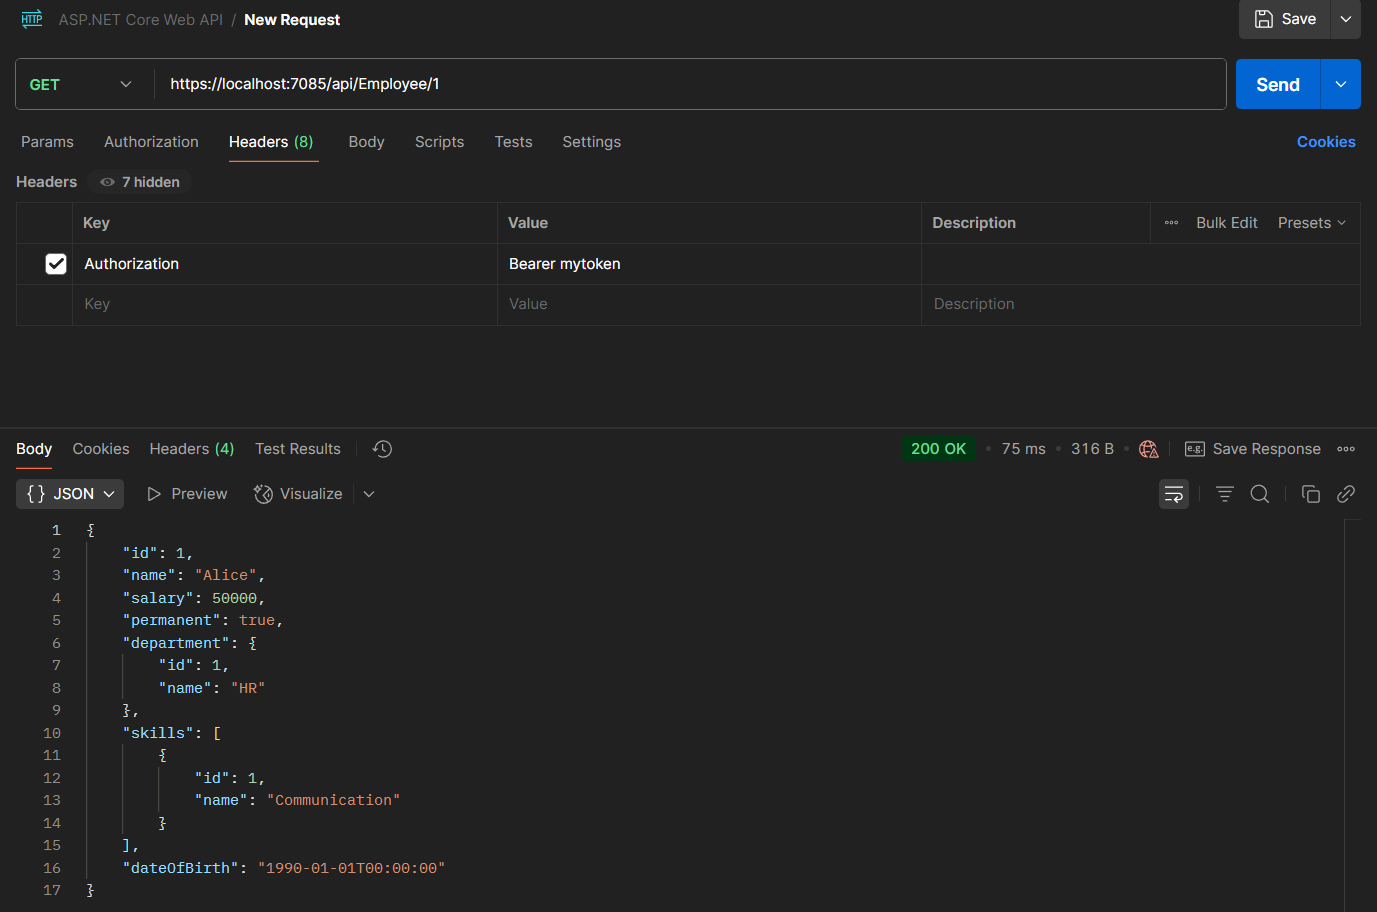 HTTP ASP.NET Core Web API / New Request Save
GET https://localhost:7085/api/Employee/1 Send
Params Authorization Headers (8) Body Scripts Tests Settings Cookies
Headers 7 hidden
Key Value Description Bulk Edit Presets
Authorization Bearer mytoken
Key Value Description
Body Cookies Headers (4) Test Results 200 OK • 75 ms • 316 B • e.g. Save Response
{} JSON Preview Visualize
1 {
2 "id": 1,
3 "name": "Alice",
4 "salary": 50000,
5 "permanent": true,
6 "department": {
7 "id": 1,
8 "name": "HR"
9 },
10 "skills": [
11 {
12 "id": 1,
13 "name": "Communication"
14 }
15 ],
16 "dateOfBirth": "1990-01-01T00:00:00"
17 }